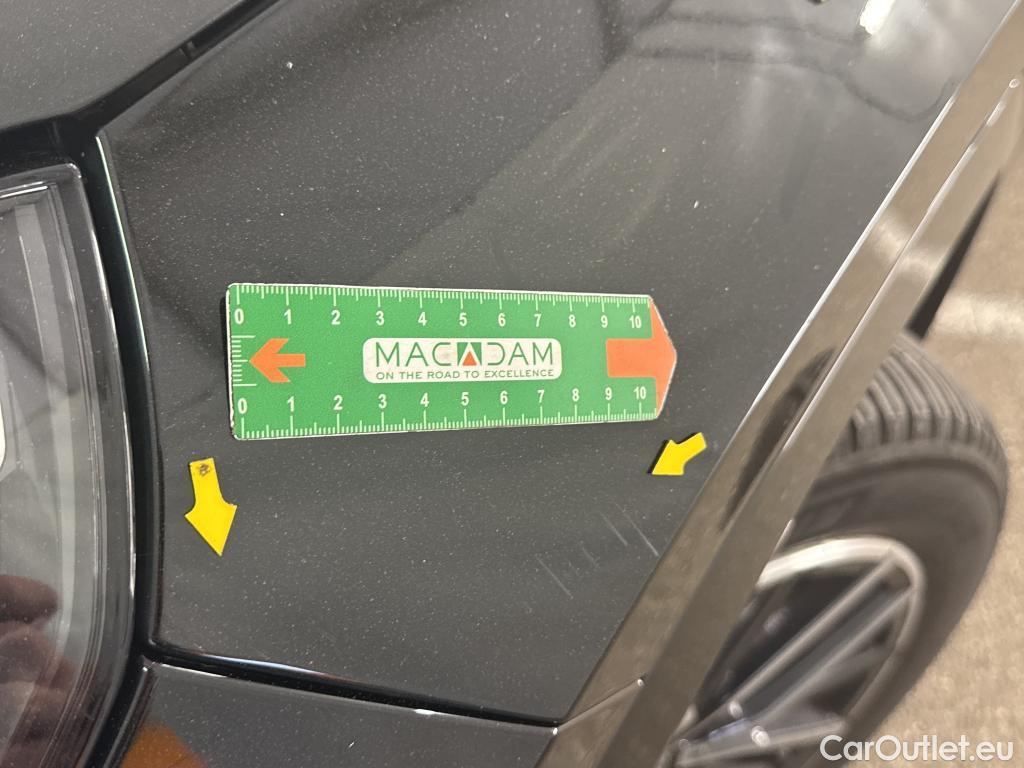 0 1 2 3 4 5 6 7 8 9 10
MACADAM
ON THE ROAD TO EXCELLENCE
0 1 2 3 4 5 6 7 8 9 10
CarOutlet.eu